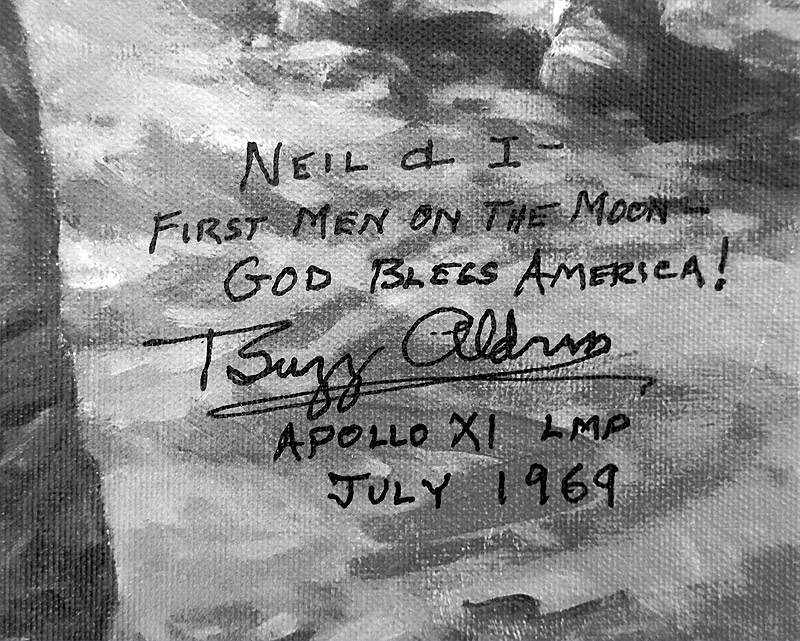 NEIL & I-
FIRST MEN ON THE MOON-
GOD BLESS AMERICA!
Buzz Aldrin
APOLLO XI LMP
JULY 1969